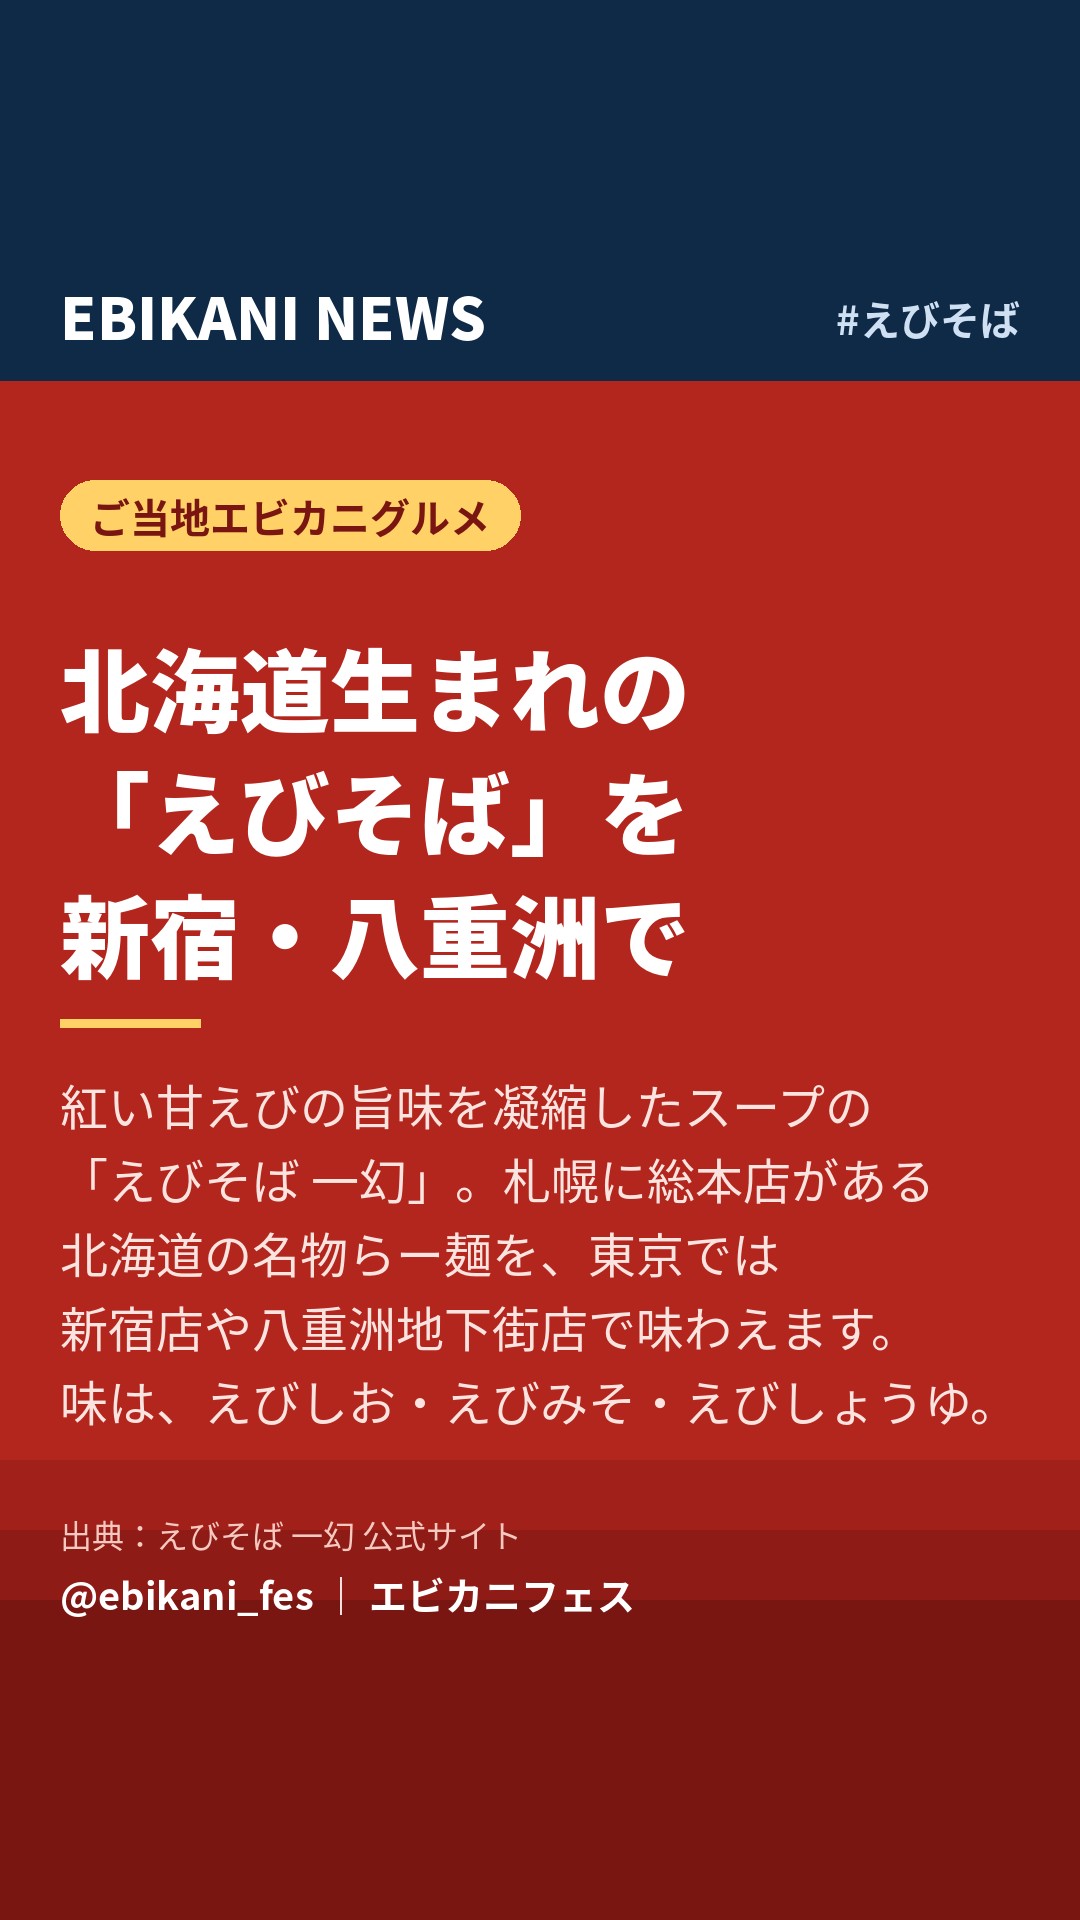 EBIKANI NEWS
#えびそば
ご当地エビカニグルメ
北海道生まれの
「えびそば」を
新宿・八重洲で
紅い甘えびの旨味を凝縮したスープの
「えびそば 一幻」。札幌に総本店がある
北海道の名物らー麺を、東京では
新宿店や八重洲地下街店で味わえます。
味は、えびしお・えびみそ・えびしょうゆ。
出典：えびそば 一幻 公式サイト
@ebikani_fes ｜ エビカニフェス